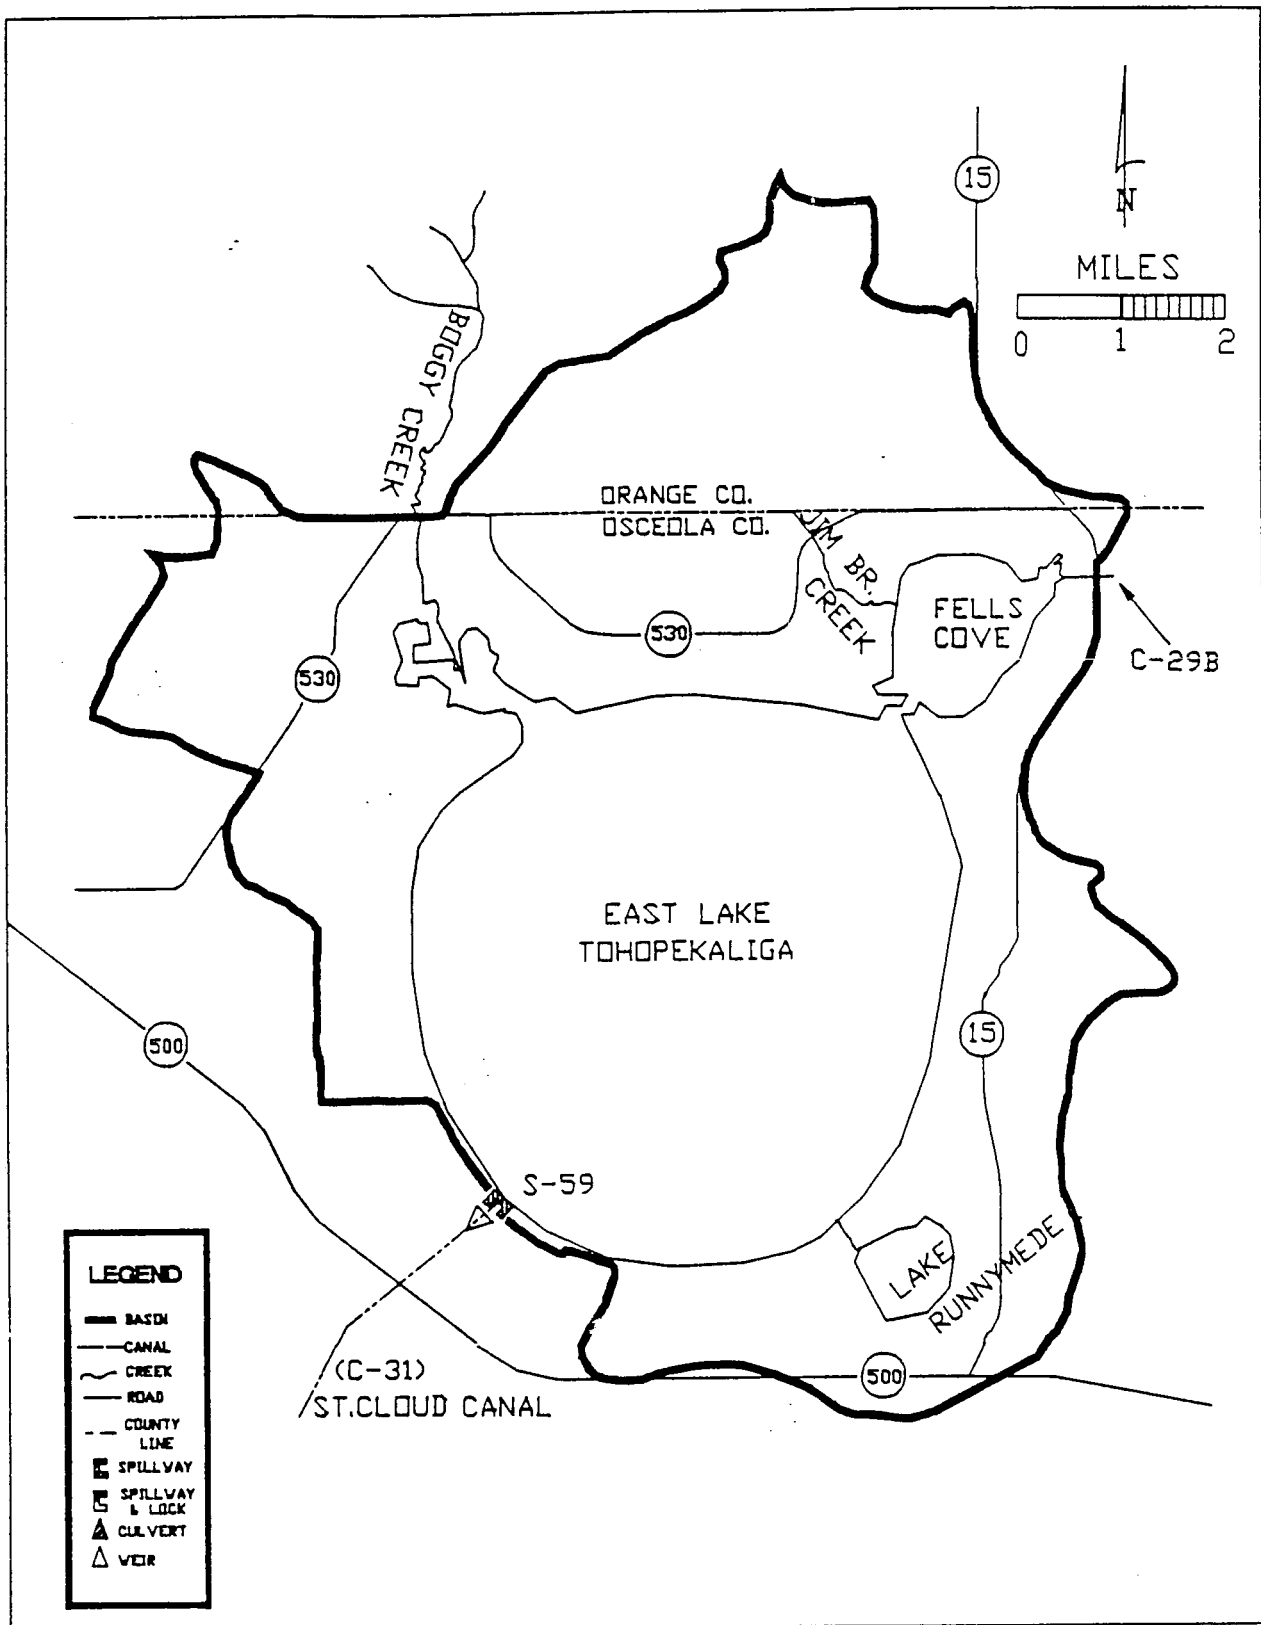 15
N
MILES
0 1 2
BOGGY CREEK
ORANGE CO.
OSCEOLA CO.
JIM BR.
CREEK
FELLS
COVE
530
C-29B
530
EAST LAKE
TOHOPEKALIGA
500
15
S-59
LAKE
RUNNYMEDE
(C-31)
ST.CLOUD CANAL
500
LEGEND
BASIN
CANAL
CREEK
ROAD
COUNTY
LINE
SPILLWAY
SPILLWAY
& LOCK
CULVERT
WEIR